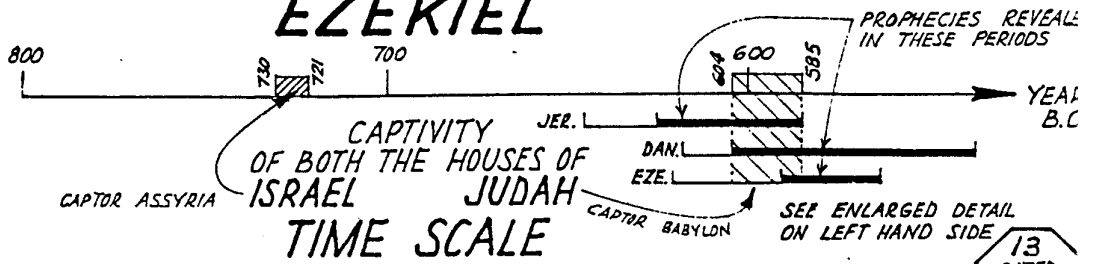 EZEKIEL
PROPHECIES REVEALE
IN THESE PERIODS
800
730
721
700
604
600
585
YEAR
B.C
JER.
DAN.
EZE.
CAPTIVITY
OF BOTH THE HOUSES OF
ISRAEL JUDAH
CAPTOR ASSYRIA
CAPTOR BABYLON
TIME SCALE
SEE ENLARGED DETAIL
ON LEFT HAND SIDE
13